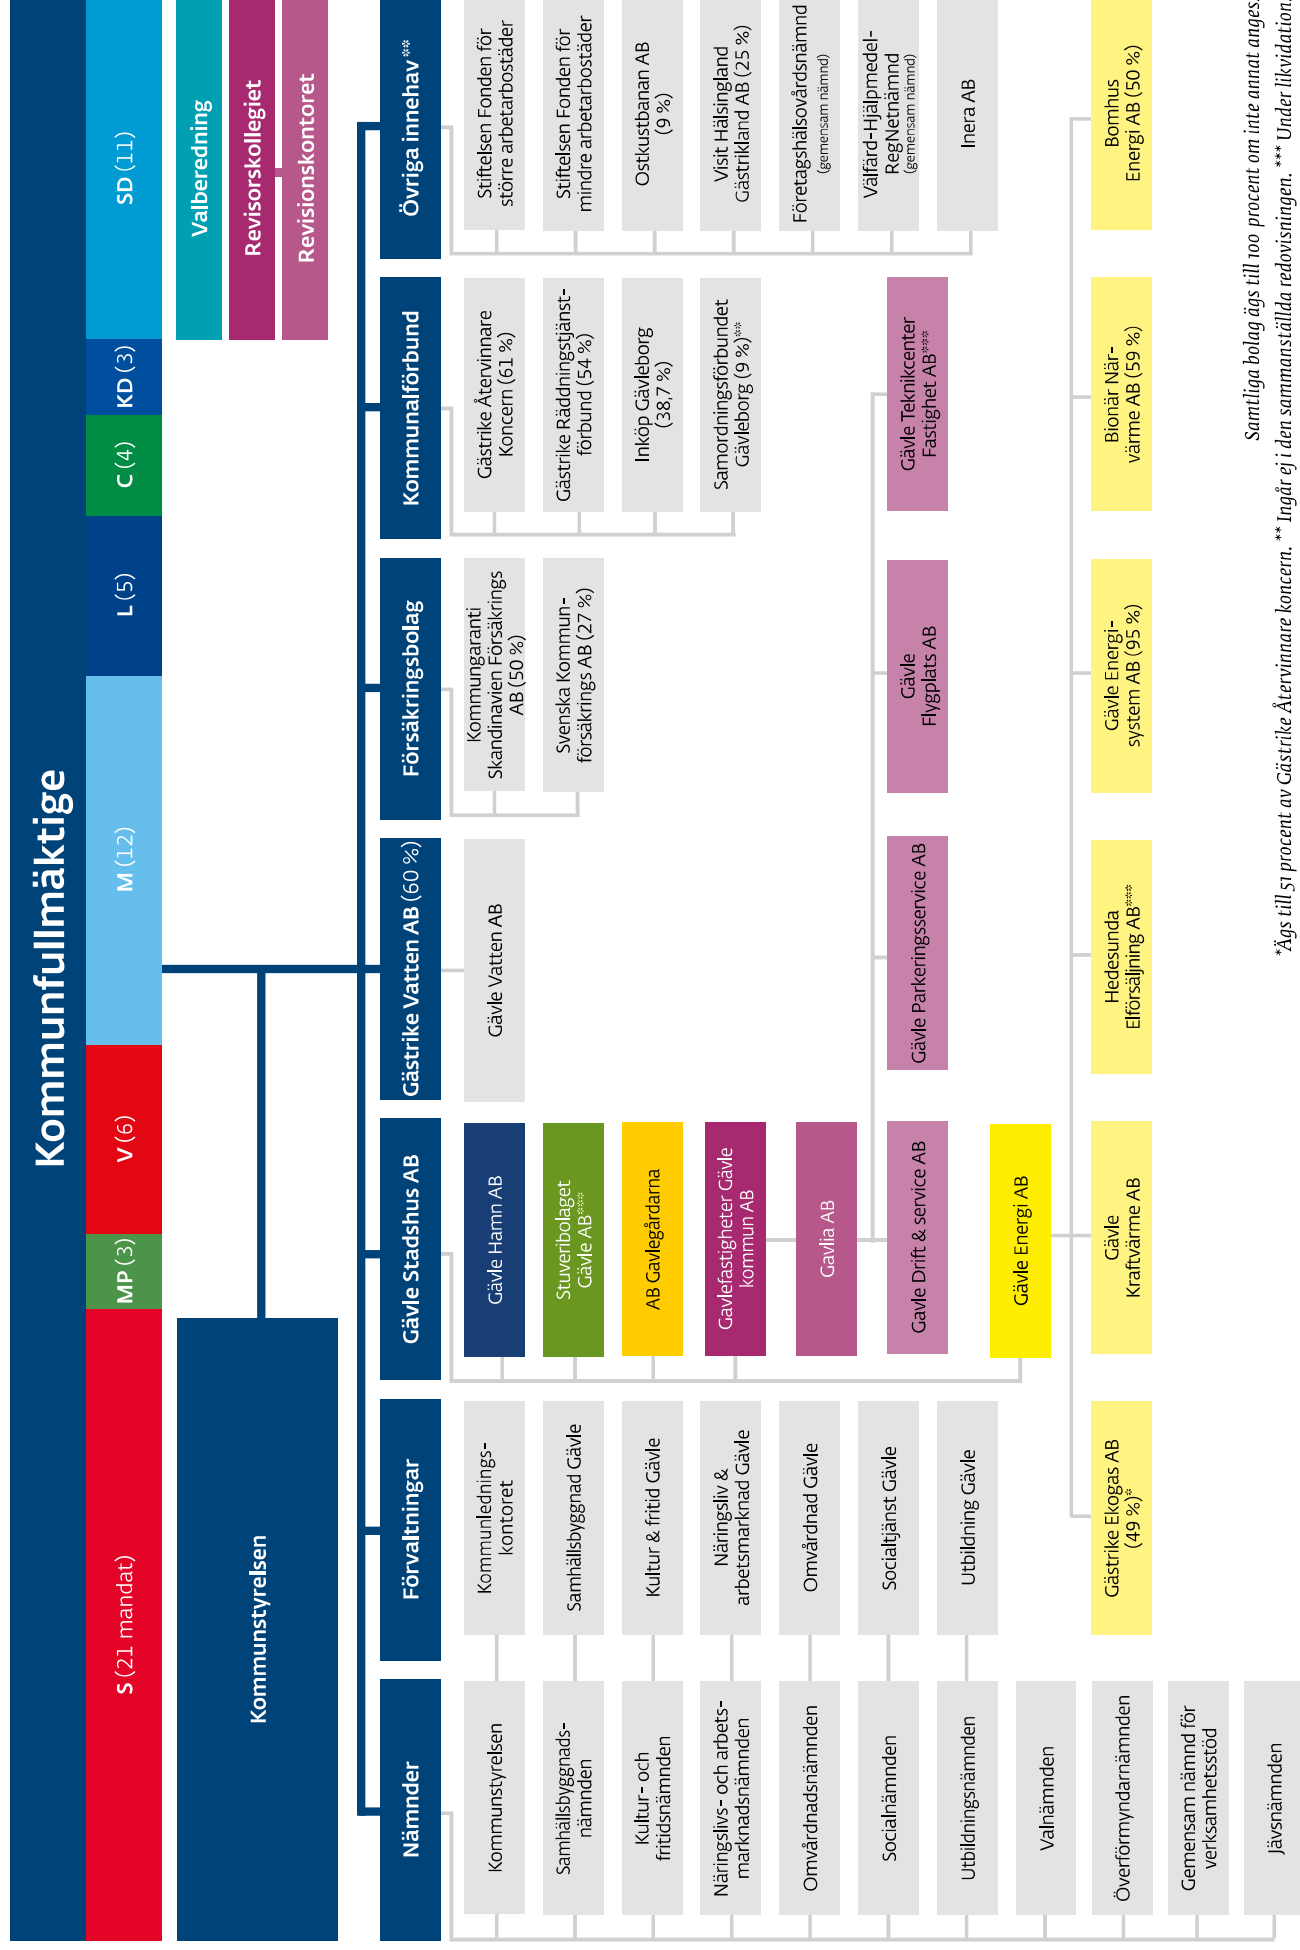 Kommunfullmäktige
S (21 mandat)
MP (3)
V (6)
M (12)
L (5)
C (4)
KD (3)
SD (11)
Kommunstyrelsen
Valberedning
Revisorskollegiet
Revisionskontoret
Nämnder
Kommunstyrelsen
Samhällsbyggnads-
nämnden
Kultur- och
fritidsnämnden
Näringslivs- och arbets-
marknadsnämnden
Omvårdnadsnämnden
Socialnämnden
Utbildningsnämnden
Valnämnden
Överförmyndarnämnden
Gemensam nämnd för
verksamhetsstöd
Jävsnämnden
Förvaltningar
Kommunlednings-
kontoret
Samhällsbyggnad Gävle
Kultur & fritid Gävle
Näringsliv &
arbetsmarknad Gävle
Omvårdnad Gävle
Socialtjänst Gävle
Utbildning Gävle
Gävle Stadshus AB
Gävle Hamn AB
Stuveribolaget
Gävle AB***
AB Gavlegårdarna
Gavlefastigheter Gävle
kommun AB
Gavlia AB
Gävle Drift & service AB
Gävle Parkeringsservice AB
Gävle
Flygplats AB
Gävle Teknikcenter
Fastighet AB***
Gävle Energi AB
Gästrike Ekogas AB
(49 %)*
Gävle
Kraftvärme AB
Hedesunda
Elförsäljning AB***
Gävle Energi-
system AB (95 %)
Bionär När-
värme AB (59 %)
Bomhus
Energi AB (50 %)
Gästrike Vatten AB (60 %)
Gävle Vatten AB
Försäkringsbolag
Kommungaranti
Skandinavien Försäkrings
AB (50 %)
Svenska Kommun-
försäkrings AB (27 %)
Kommunalförbund
Gästrike Återvinnare
Koncern (61 %)
Gästrike Räddningstjänst-
förbund (54 %)
Inköp Gävleborg
(38,7 %)
Samordningsförbundet
Gävleborg (9 %)**
Övriga innehav**
Stiftelsen Fonden för
större arbetarbostäder
Stiftelsen Fonden för
mindre arbetarbostäder
Ostkustbanan AB
(9 %)
Visit Hälsingland
Gästrikland AB (25 %)
Företagshälsovårdsnämnd
(gemensam nämnd)
Välfärd-Hjälpmedel-
RegNetnämnd
(gemensam nämnd)
Inera AB
Samtliga bolag ägs till 100 procent om inte annat anges.
*Ägs till 51 procent av Gästrike Återvinnare koncern. ** Ingår ej i den sammanställda redovisningen. *** Under likvidation.